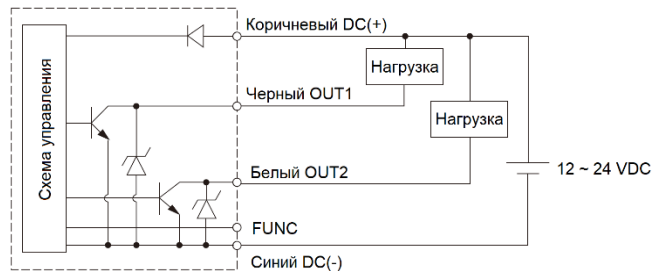 Коричневый DC(+)
Нагрузка
Черный OUT1
Нагрузка
Схема управления
12 ~ 24 VDC
Белый OUT2
FUNC
Синий DC(-)